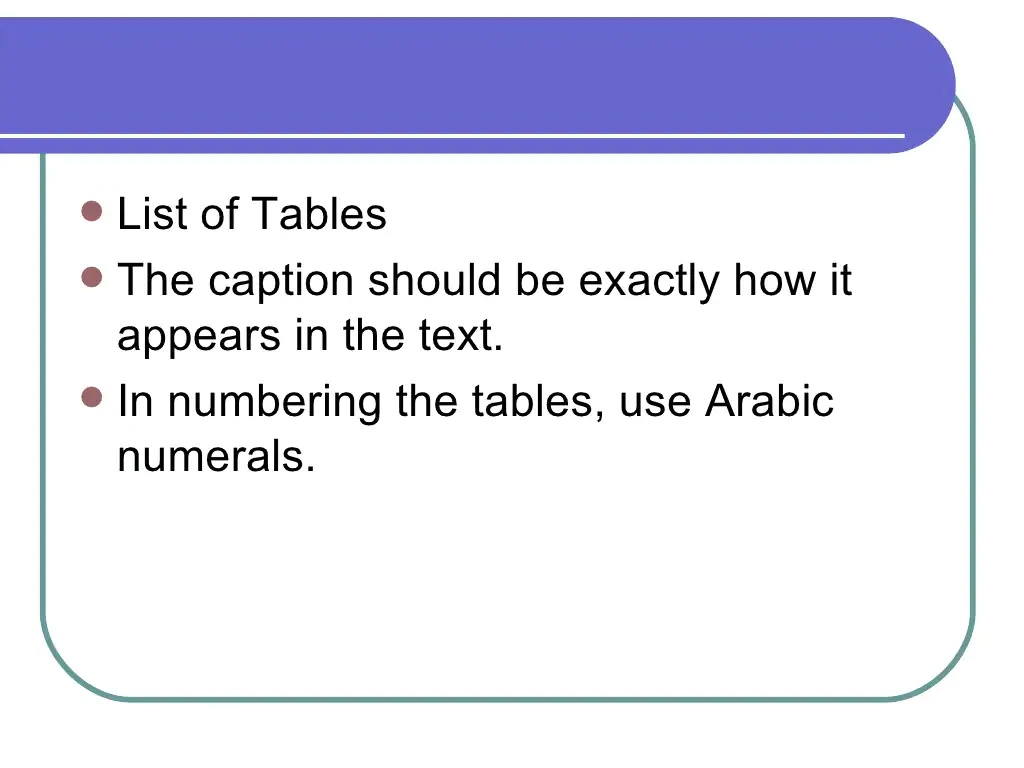 List of Tables
The caption should be exactly how it
appears in the text.
In numbering the tables, use Arabic
numerals.